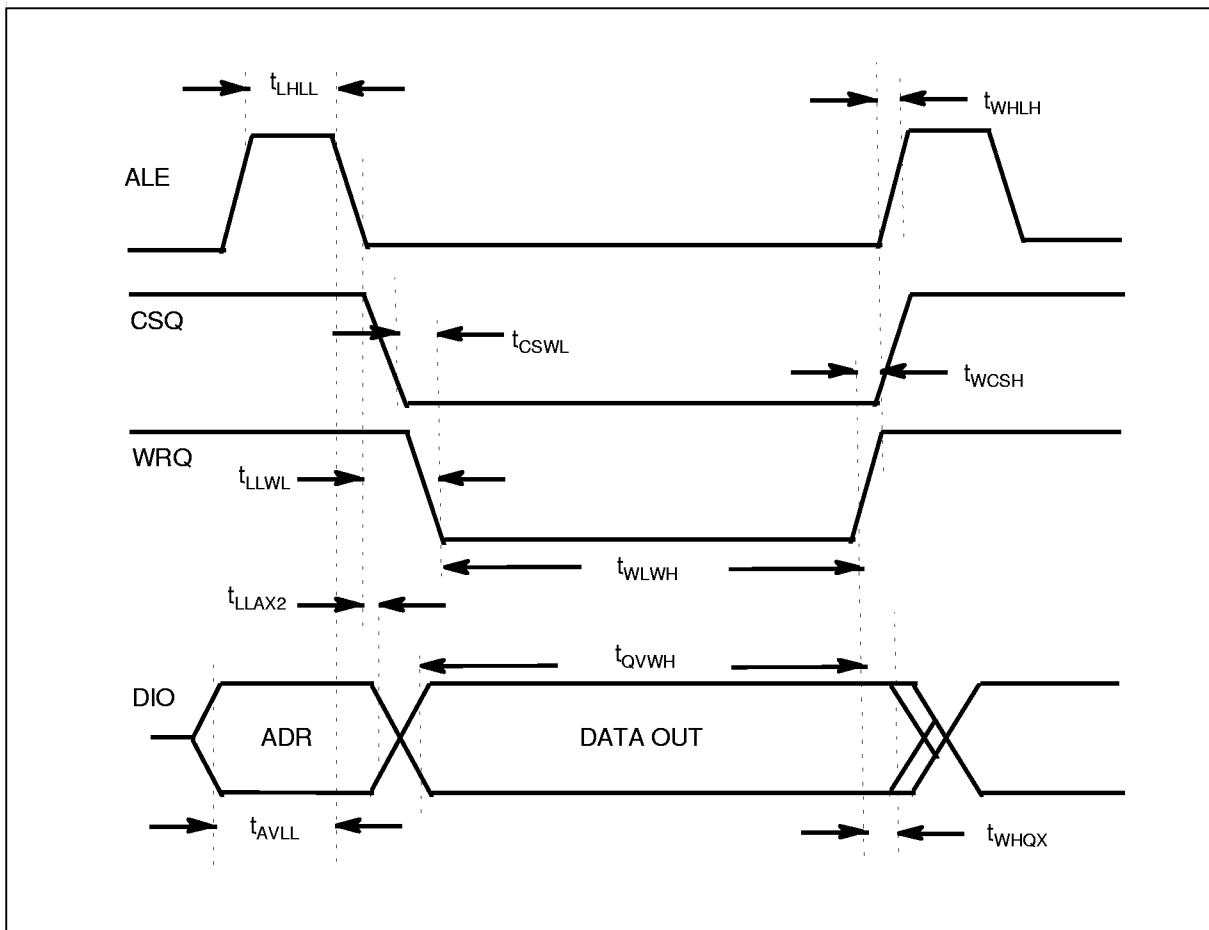 tLHLL
tWHLH
ALE
CSQ
tCSWL
tWCSH
WRQ
tLLWL
tWLWH
tLLAX2
tQVWH
DIO
ADR
DATA OUT
tAVLL
tWHQX